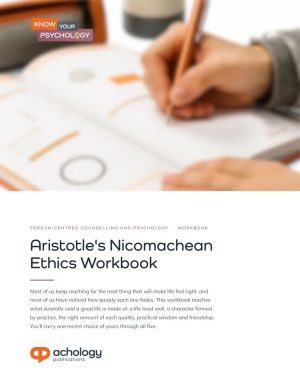 KNOW YOUR
PSYCHOLOGY
PERSON-CENTRED COUNSELLING AND PSYCHOLOGY WORKBOOK
Aristotle's Nicomachean
Ethics Workbook
Most of us keep reaching for the next thing that will make life feel right, and
most of us have noticed how quickly each one fades. This workbook teaches
what Aristotle said a good life is made of: a life lived well, a character formed
by practice, the right amount of each quality, practical wisdom and friendship.
You'll carry one recent choice of yours through all five.
achology
publications